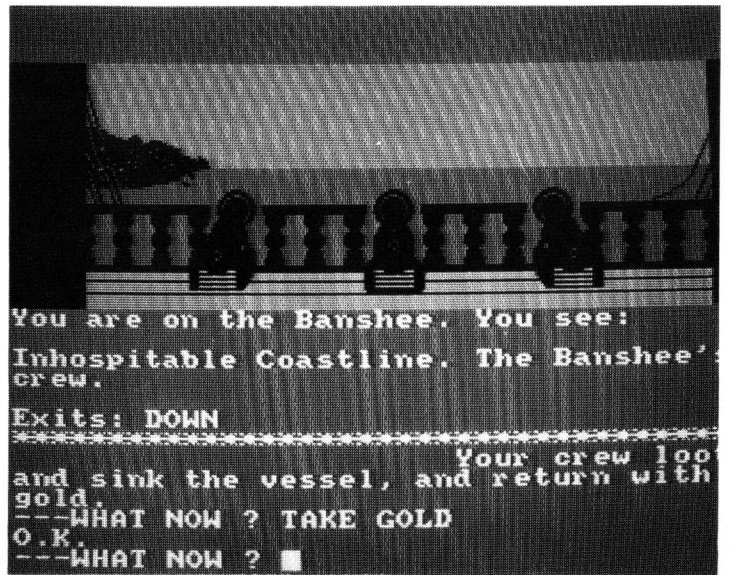 You are on the Banshee. You see:
Inhospitable Coastline. The Banshee's
crew.
Exits: DOWN
Your crew loot
and sink the vessel, and return with
gold.
---WHAT NOW ? TAKE GOLD
O.K.
---WHAT NOW ?